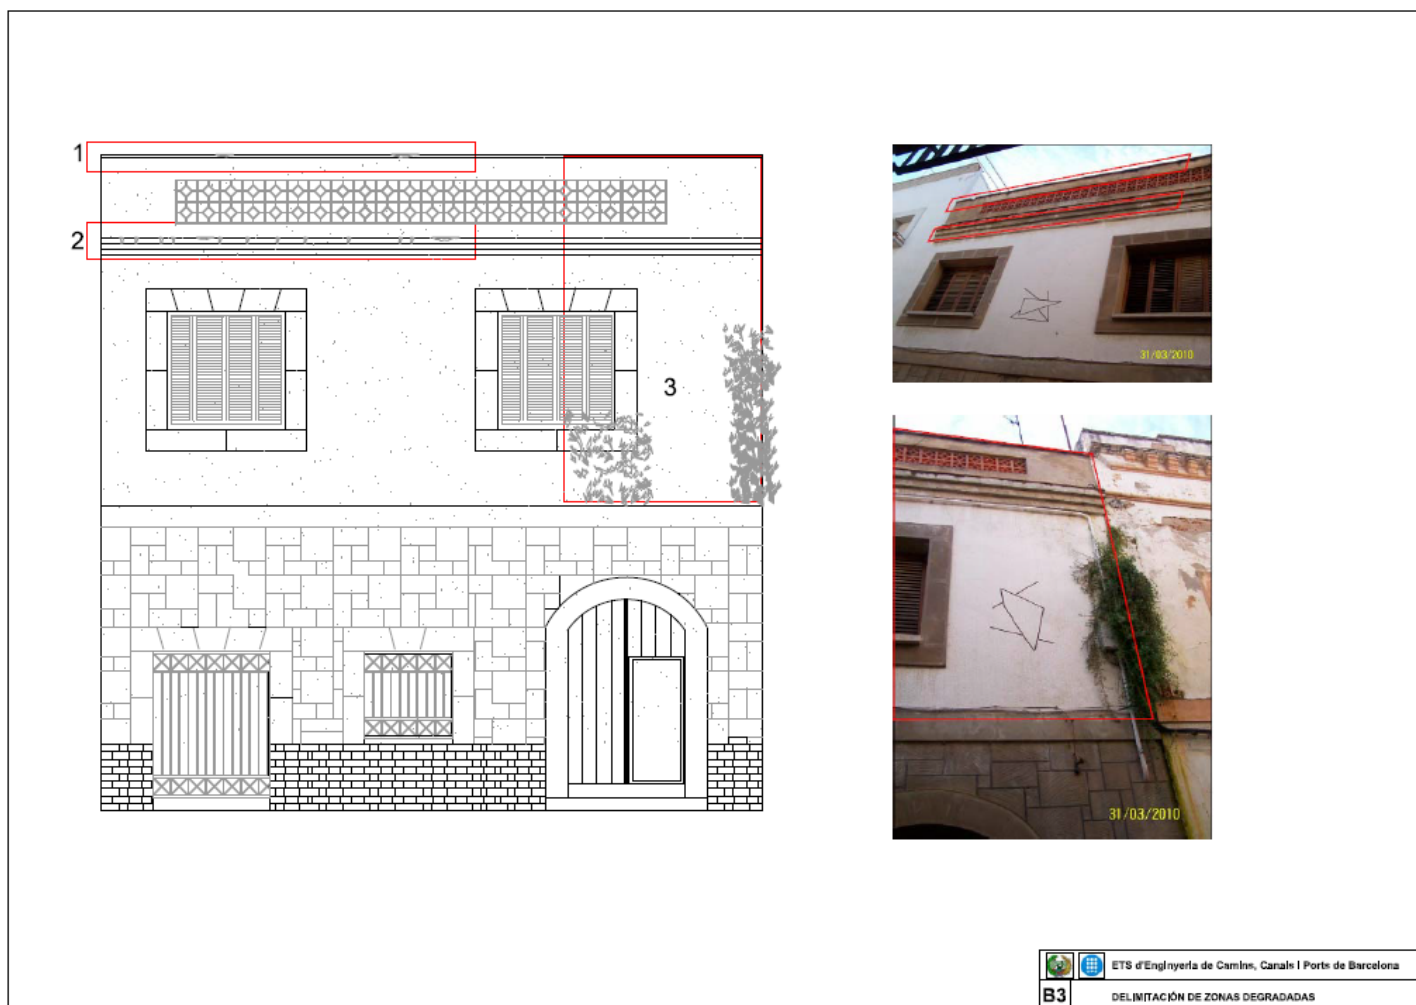 1
2
3
31/03/2010
31/03/2010
ETS d'Enginyeria de Camins, Canals i Ports de Barcelona
B3
DELIMITACIÓN DE ZONAS DEGRADADAS